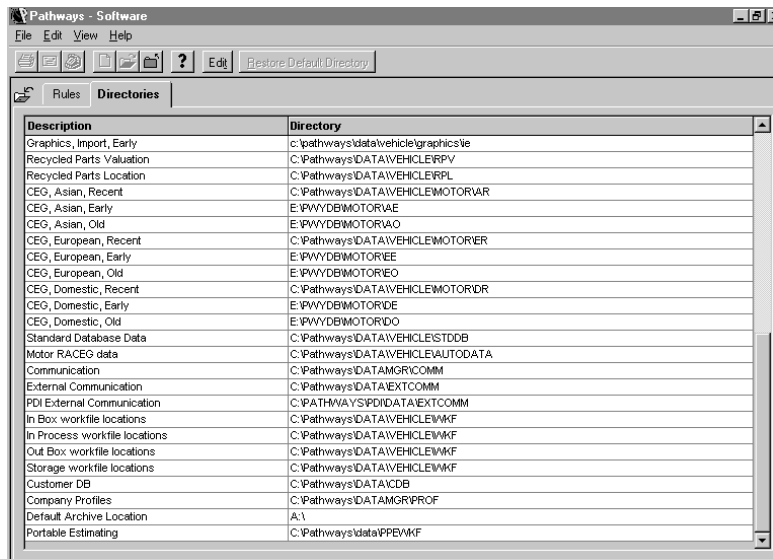 Pathways - Software
File Edit View Help
? Edit Restore Default Directory
Rules Directories
Description Directory
Graphics, Import, Early c:\pathways\data\vehicle\graphics\ie
Recycled Parts Valuation C:\Pathways\DATA\VEHICLE\RPV
Recycled Parts Location C:\Pathways\DATA\VEHICLE\RPL
CEG, Asian, Recent C:\Pathways\DATA\VEHICLE\MOTOR\AR
CEG, Asian, Early E:\PWYDB\MOTOR\AE
CEG, Asian, Old E:\PWYDB\MOTOR\AO
CEG, European, Recent C:\Pathways\DATA\VEHICLE\MOTOR\ER
CEG, European, Early E:\PWYDB\MOTOR\EE
CEG, European, Old E:\PWYDB\MOTOR\EO
CEG, Domestic, Recent C:\Pathways\DATA\VEHICLE\MOTOR\DR
CEG, Domestic, Early E:\PWYDB\MOTOR\DE
CEG, Domestic, Old E:\PWYDB\MOTOR\DO
Standard Database Data C:\Pathways\DATA\VEHICLE\STDDB
Motor RACEG data C:\Pathways\DATA\VEHICLE\AUTODATA
Communication C:\Pathways\DATAMGR\COMM
External Communication C:\Pathways\DATA\EXTCOMM
PDI External Communication C:\PATHWAYS\PDI\DATA\EXTCOMM
In Box workfile locations C:\Pathways\DATA\VEHICLE\WKF
In Process workfile locations C:\Pathways\DATA\VEHICLE\WKF
Out Box workfile locations C:\Pathways\DATA\VEHICLE\WKF
Storage workfile locations C:\Pathways\DATA\VEHICLE\WKF
Customer DB C:\Pathways\DATA\CDB
Company Profiles C:\Pathways\DATAMGR\PROF
Default Archive Location A:\
Portable Estimating C:\Pathways\data\PPEWKF